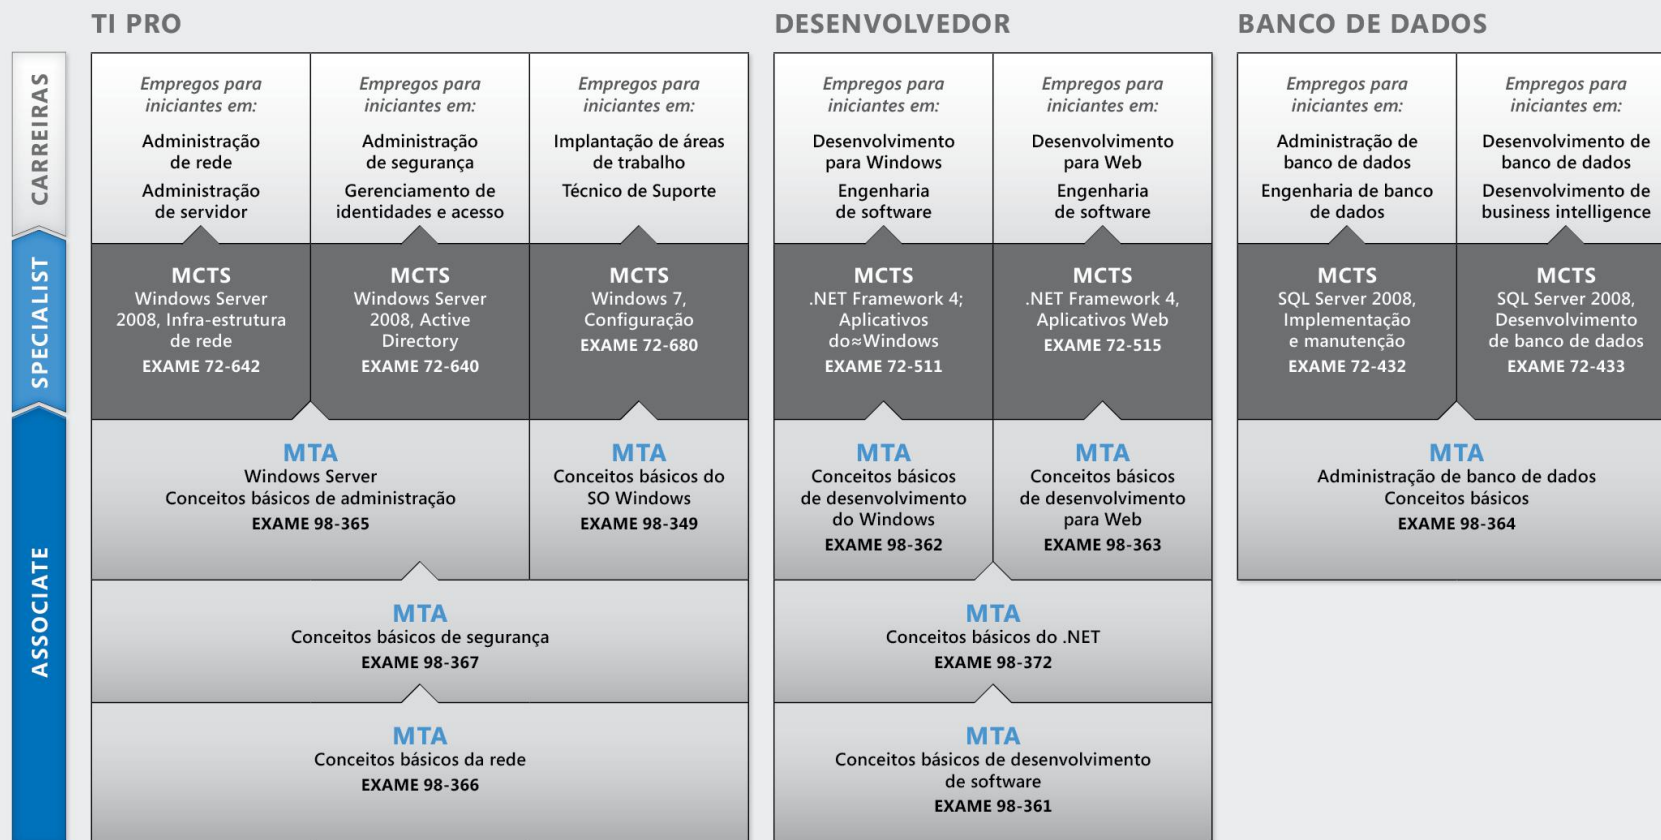 TI PRO
DESENVOLVEDOR
BANCO DE DADOS
CARREIRAS
SPECIALIST
ASSOCIATE
Empregos para
iniciantes em:
Administração
de rede
Administração
de servidor
Empregos para
iniciantes em:
Administração
de segurança
Gerenciamento de
identidades e acesso
Empregos para
iniciantes em:
Implantação de áreas
de trabalho
Técnico de Suporte
MCTS
Windows Server
2008, Infra-estrutura
de rede
EXAME 72-642
MCTS
Windows Server
2008, Active
Directory
EXAME 72-640
MCTS
Windows 7,
Configuração
EXAME 72-680
MTA
Windows Server
Conceitos básicos de administração
EXAME 98-365
MTA
Conceitos básicos do
SO Windows
EXAME 98-349
MTA
Conceitos básicos de segurança
EXAME 98-367
MTA
Conceitos básicos da rede
EXAME 98-366
Empregos para
iniciantes em:
Desenvolvimento
para Windows
Engenharia
de software
Empregos para
iniciantes em:
Desenvolvimento
para Web
Engenharia
de software
MCTS
.NET Framework 4;
Aplicativos
do≈Windows
EXAME 72-511
MCTS
.NET Framework 4,
Aplicativos Web
EXAME 72-515
MTA
Conceitos básicos
de desenvolvimento
do Windows
EXAME 98-362
MTA
Conceitos básicos
de desenvolvimento
para Web
EXAME 98-363
MTA
Conceitos básicos do .NET
EXAME 98-372
MTA
Conceitos básicos de desenvolvimento
de software
EXAME 98-361
Empregos para
iniciantes em:
Administração de
banco de dados
Engenharia de banco
de dados
Empregos para
iniciantes em:
Desenvolvimento de
banco de dados
Desenvolvimento de
business intelligence
MCTS
SQL Server 2008,
Implementação
e manutenção
EXAME 72-432
MCTS
SQL Server 2008,
Desenvolvimento
de banco de dados
EXAME 72-433
MTA
Administração de banco de dados
Conceitos básicos
EXAME 98-364